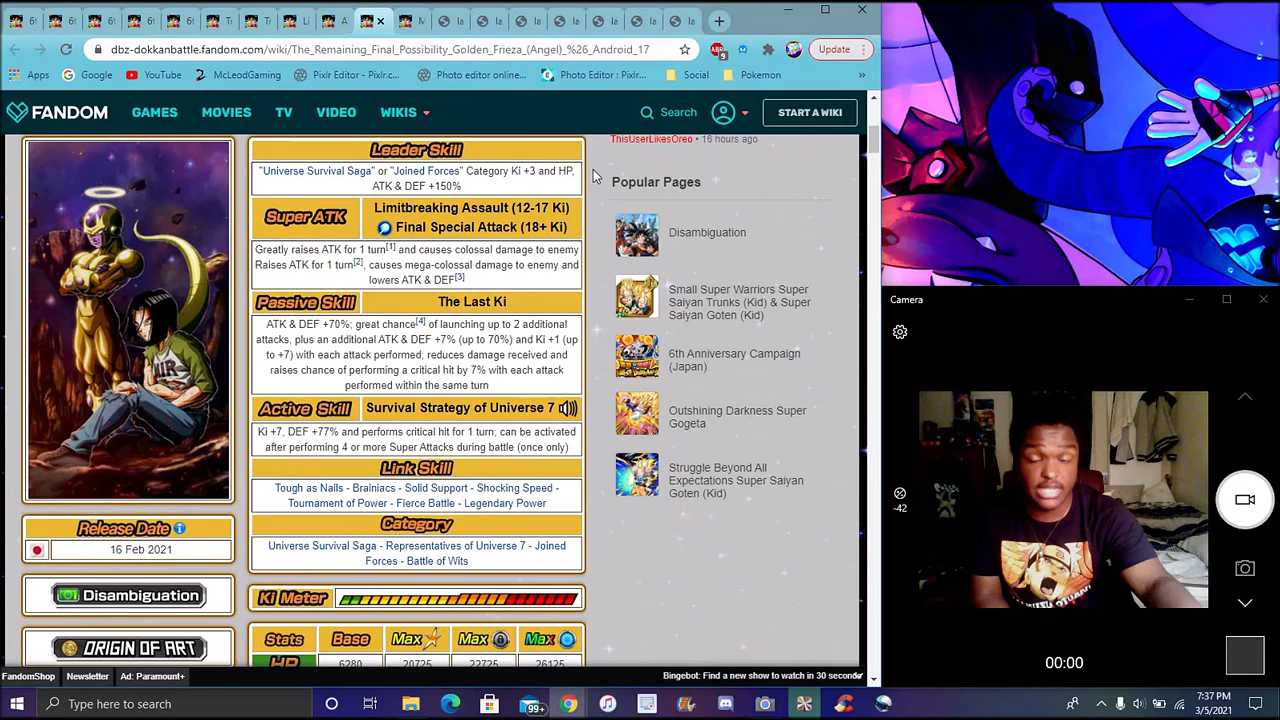 6t
Tr
Li
A
M
la
dbz-dokkanbattle.fandom.com/wiki/The_Remaining_Final_Possibility_Golden_Frieza_(Angel)_%26_Android_17
9
Update
Apps
Google
YouTube
McLeodGaming
Pixlr Editor - Pixlr.c...
Photo editor online...
Photo Editor : Pixlr...
Social
Pokemon
»
FANDOM
GAMES
MOVIES
TV
VIDEO
WIKIS
Search
START A WIKI
Leader Skill
"Universe Survival Saga" or "Joined Forces" Category Ki +3 and HP,
ATK & DEF +150%
Super ATK
Limitbreaking Assault (12-17 Ki)
Final Special Attack (18+ Ki)
Greatly raises ATK for 1 turn[1] and causes colossal damage to enemy
Raises ATK for 1 turn[2], causes mega-colossal damage to enemy and
lowers ATK & DEF[3]
Passive Skill
The Last Ki
ATK & DEF +70%; great chance[4] of launching up to 2 additional
attacks, plus an additional ATK & DEF +7% (up to 70%) and Ki +1 (up
to +7) with each attack performed; reduces damage received and
raises chance of performing a critical hit by 7% with each attack
performed within the same turn
Active Skill
Survival Strategy of Universe 7
Ki +7, DEF +77% and performs critical hit for 1 turn; can be activated
after performing 4 or more Super Attacks during battle (once only)
Link Skill
Tough as Nails - Brainiacs - Solid Support - Shocking Speed -
Tournament of Power - Fierce Battle - Legendary Power
Category
Universe Survival Saga - Representatives of Universe 7 - Joined
Forces - Battle of Wits
Ki Meter
Stats
Base
Max
Max
Max
HP
6280
20725
22725
26125
Release Date
16 Feb 2021
Disambiguation
ORIGIN OF ART
ThisUserLikesOreo • 16 hours ago
Popular Pages
Disambiguation
Small Super Warriors Super
Saiyan Trunks (Kid) & Super
Saiyan Goten (Kid)
6th Anniversary Campaign
(Japan)
Outshining Darkness Super
Gogeta
Struggle Beyond All
Expectations Super Saiyan
Goten (Kid)
FandomShop
Newsletter
Ad: Paramount+
Bingebot: Find a new show to watch in 30 seconds
Camera
-42
00:00
Type here to search
99+
7:37 PM
3/5/2021